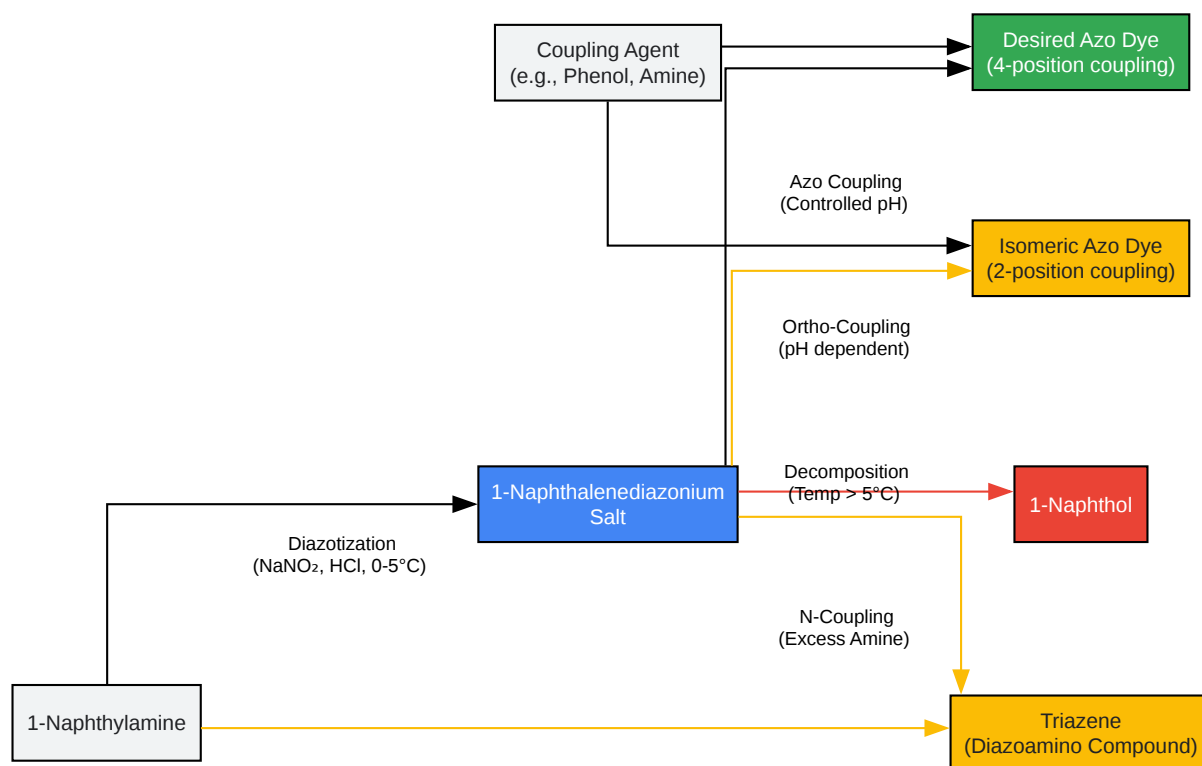 Coupling Agent
(e.g., Phenol, Amine)
Desired Azo Dye
(4-position coupling)
Azo Coupling
(Controlled pH)
Isomeric Azo Dye
(2-position coupling)
Ortho-Coupling
(pH dependent)
1-Naphthalenediazonium
Salt
Decomposition
(Temp > 5°C)
1-Naphthol
Diazotization
(NaNO₂, HCl, 0-5°C)
N-Coupling
(Excess Amine)
1-Naphthylamine
Triazene
(Diazoamino Compound)